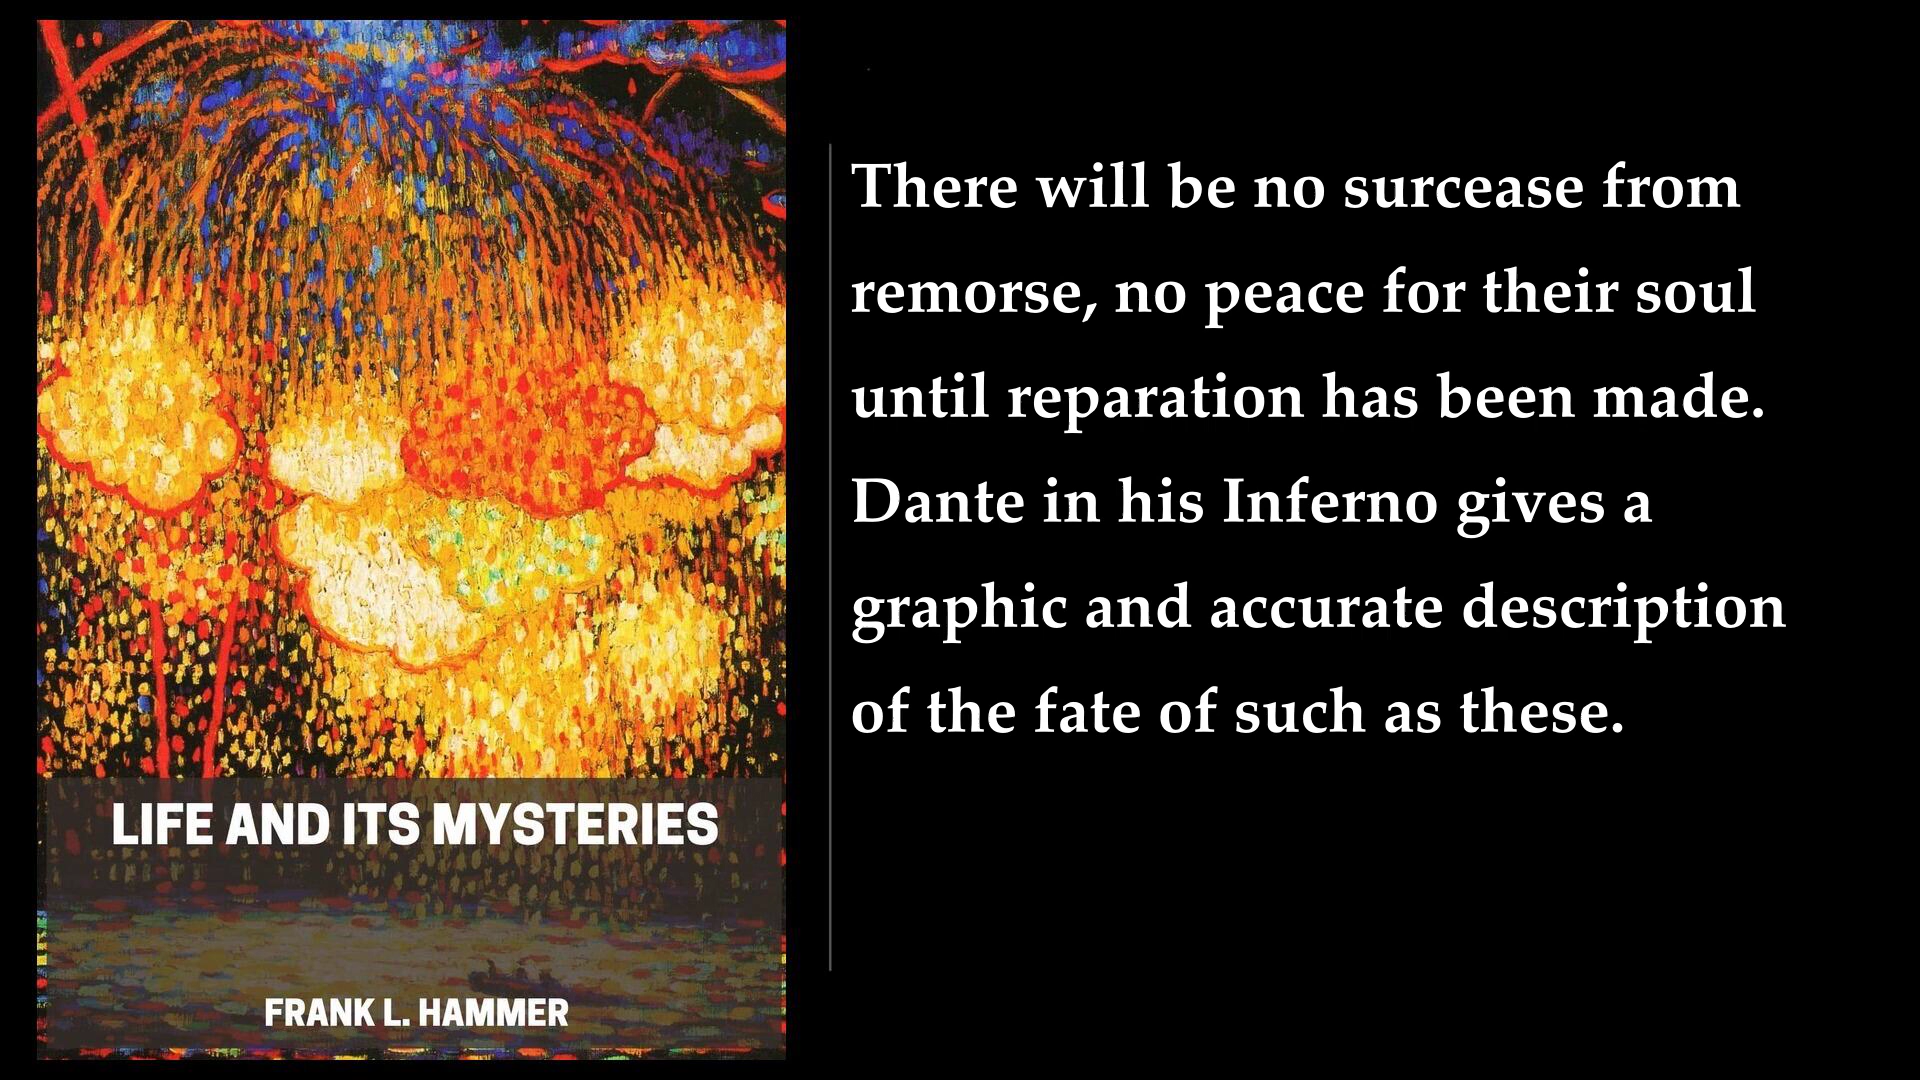 LIFE AND ITS MYSTERIES
FRANK L. HAMMER
There will be no surcease from
remorse, no peace for their soul
until reparation has been made.
Dante in his Inferno gives a
graphic and accurate description
of the fate of such as these.